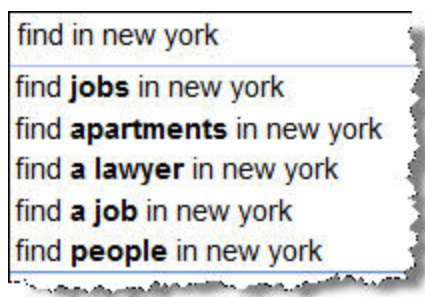 find in new york
find jobs in new york
find apartments in new york
find a lawyer in new york
find a job in new york
find people in new york